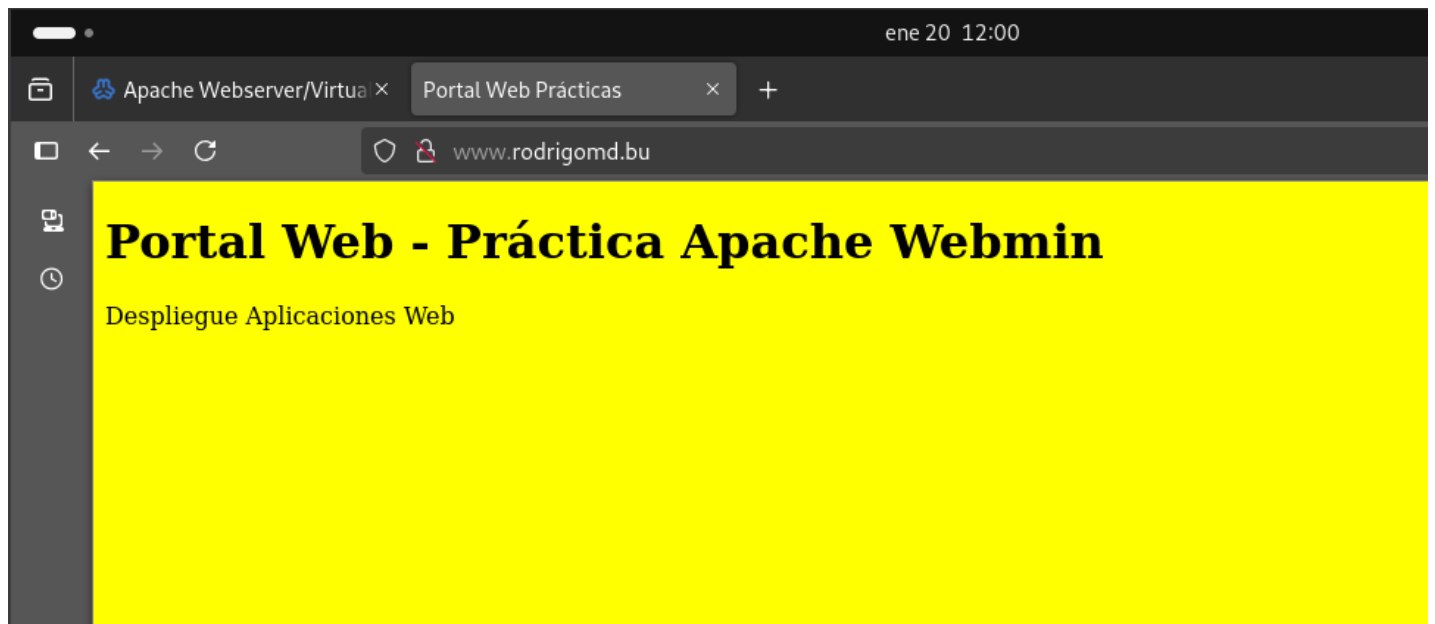 ene 20 12:00
Apache Webserver/Virtua
Portal Web Prácticas
www.rodrigomd.bu
Portal Web - Práctica Apache Webmin
Despliegue Aplicaciones Web